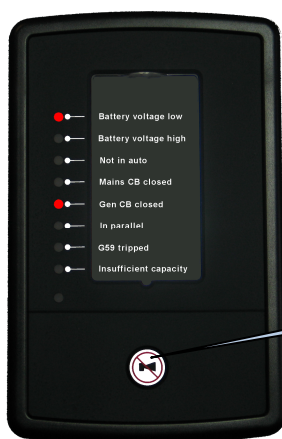 Battery voltage low
Battery voltage high
Not in auto
Mains CB closed
Gen CB closed
In parallel
G59 tripped
Insufficient capacity